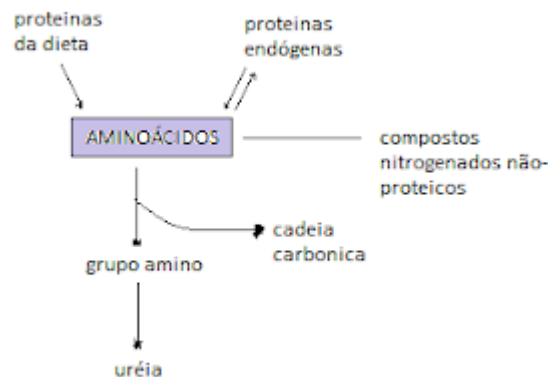 proteinas
da dieta
proteinas
endógenas
AMINOÁCIDOS
compostos
nitrogenados não-
proteicos
cadeia
carbonica
grupo amino
uréia